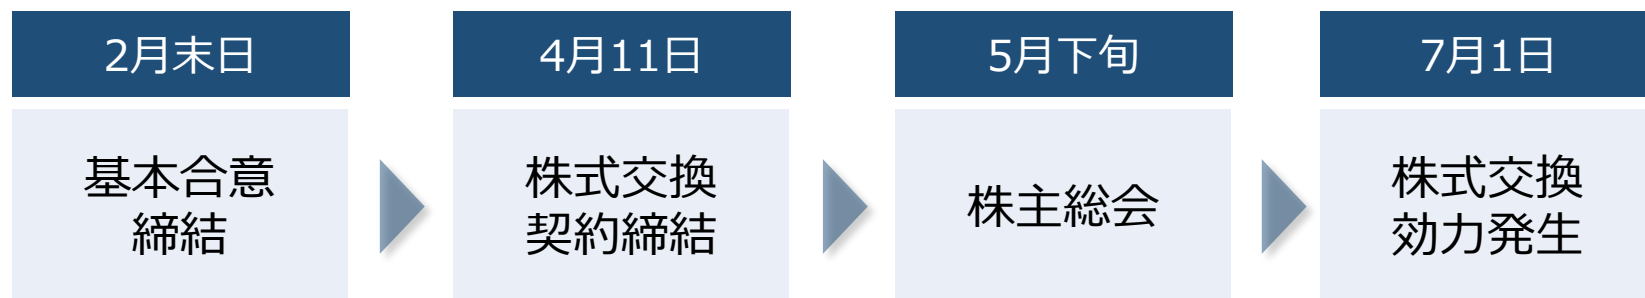 2月末日
基本合意
締結
4月11日
株式交換
契約締結
5月下旬
株主総会
7月1日
株式交換
効力発生